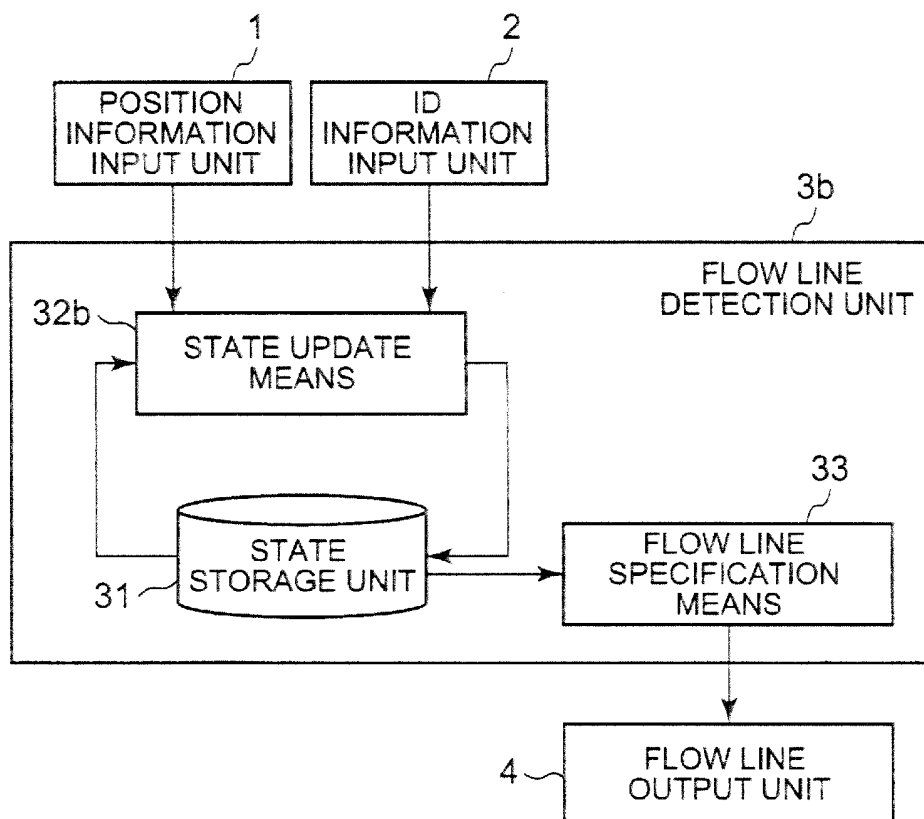 1
2
POSITION
INFORMATION
INPUT UNIT
ID
INFORMATION
INPUT UNIT
3b
FLOW LINE
DETECTION UNIT
32b
STATE UPDATE
MEANS
33
STATE
STORAGE UNIT
31
FLOW LINE
SPECIFICATION
MEANS
4
FLOW LINE
OUTPUT UNIT